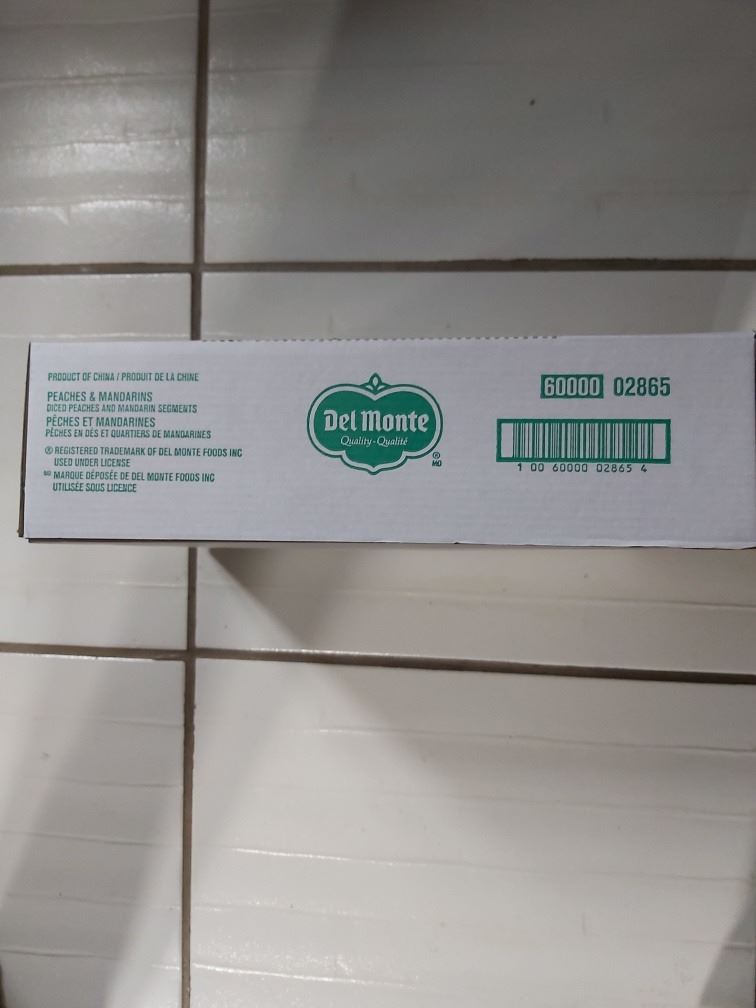 PRODUCT OF CHINA / PRODUIT DE LA CHINE
PEACHES & MANDARINS
DICED PEACHES AND MANDARIN SEGMENTS
PÊCHES ET MANDARINES
PÊCHES EN DÉS ET QUARTIERS DE MANDARINES
® REGISTERED TRADEMARK OF DEL MONTE FOODS INC
USED UNDER LICENSE
MD MARQUE DÉPOSÉE DE DEL MONTE FOODS INC
UTILISÉE SOUS LICENCE
Del Monte
Quality-Qualité
®
MD
60000 02865
1 00 60000 02865 4